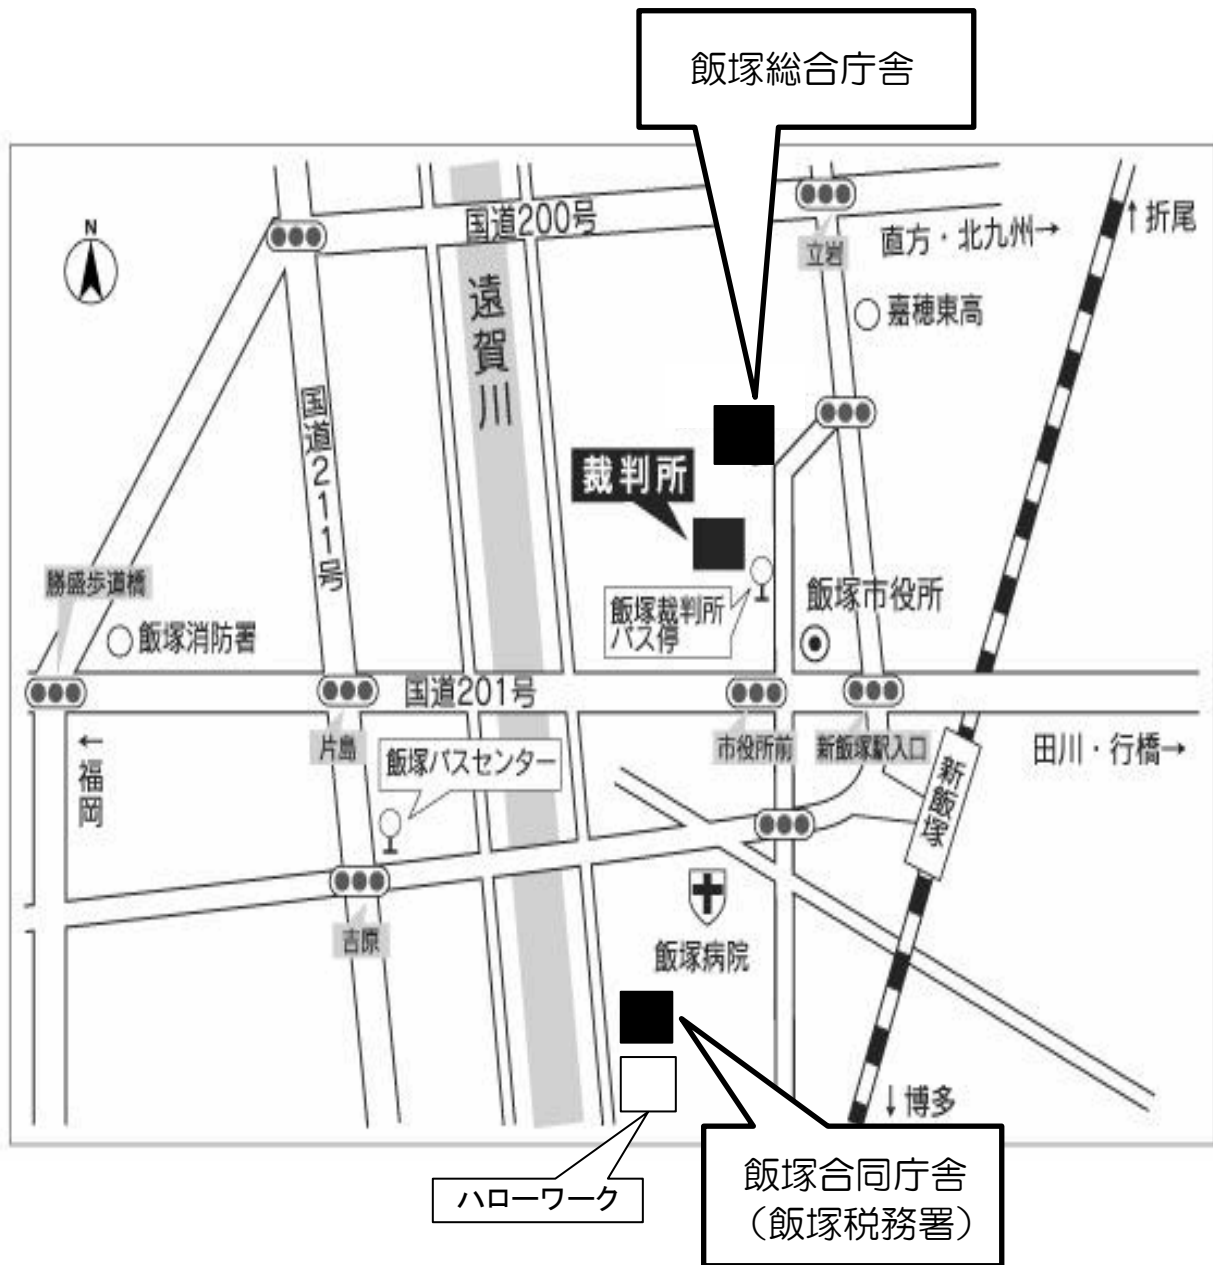 飯塚総合庁舎
N
国道200号
立岩
直方・北九州→
↑折尾
遠賀川
嘉穂東高
国道211号
裁判所
勝盛歩道橋
飯塚消防署
飯塚裁判所
バス停
飯塚市役所
国道201号
←福岡
片島
飯塚バスセンター
市役所前
新飯塚駅入口
新飯塚
田川・行橋→
吉原
飯塚病院
↓博多
ハローワーク
飯塚合同庁舎
（飯塚税務署）